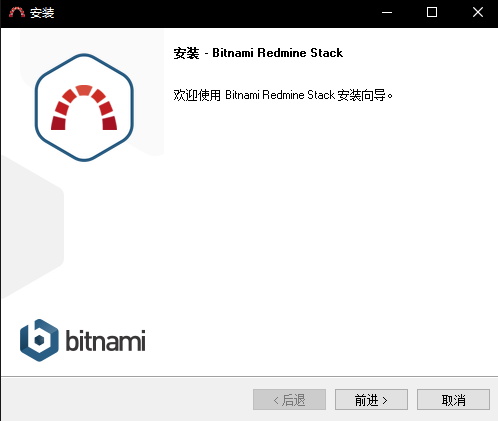 安装
安装 - Bitnami Redmine Stack
欢迎使用 Bitnami Redmine Stack 安装向导。
bitnami
< 后退
前进 >
取消